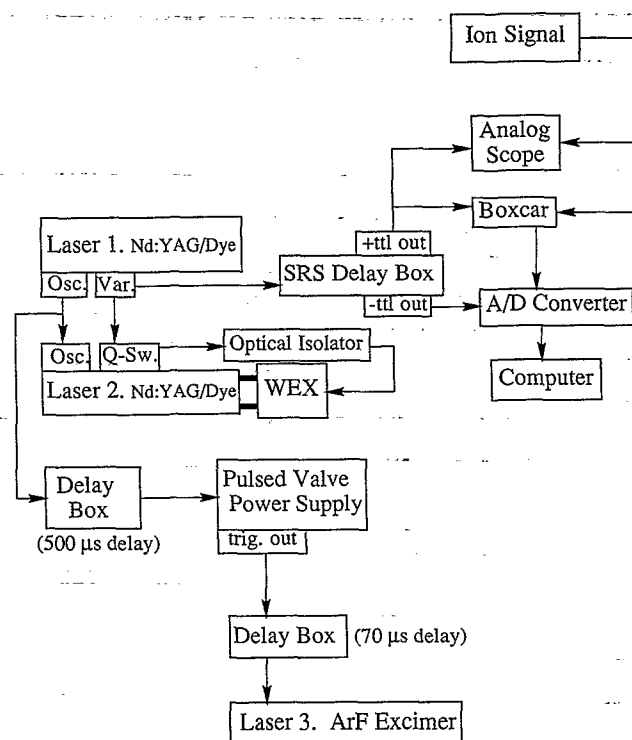 Ion Signal
Analog
Scope
Boxcar
+ttl out
Laser 1. Nd:YAG/Dye
SRS Delay Box
Osc. Var.
-ttl out
A/D Converter
Osc. Q-Sw.
Optical Isolator
Laser 2. Nd:YAG/Dye
WEX
Computer
Delay
Box
(500 µs delay)
Pulsed Valve
Power Supply
trig. out
Delay Box (70 µs delay)
Laser 3. ArF Excimer